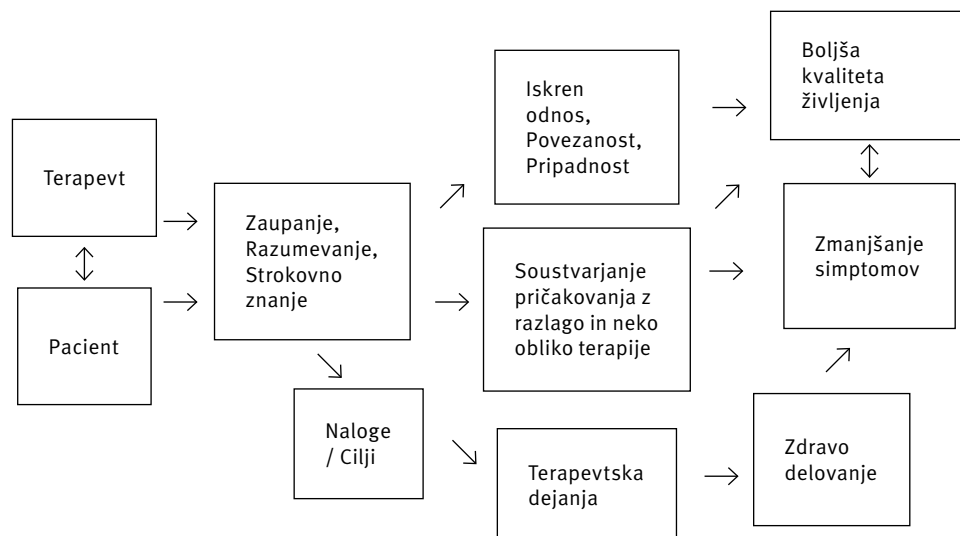 Terapevt
Pacient
Zaupanje,
Razumevanje,
Strokovno
znanje
Naloge
/ Cilji
Iskren
odnos,
Povezanost,
Pripadnost
Soustvarjanje
pričakovanja z
razlago in neko
obliko terapije
Terapevtska
dejanja
Boljša
kvaliteta
življenja
Zmanjšanje
simptomov
Zdravo
delovanje